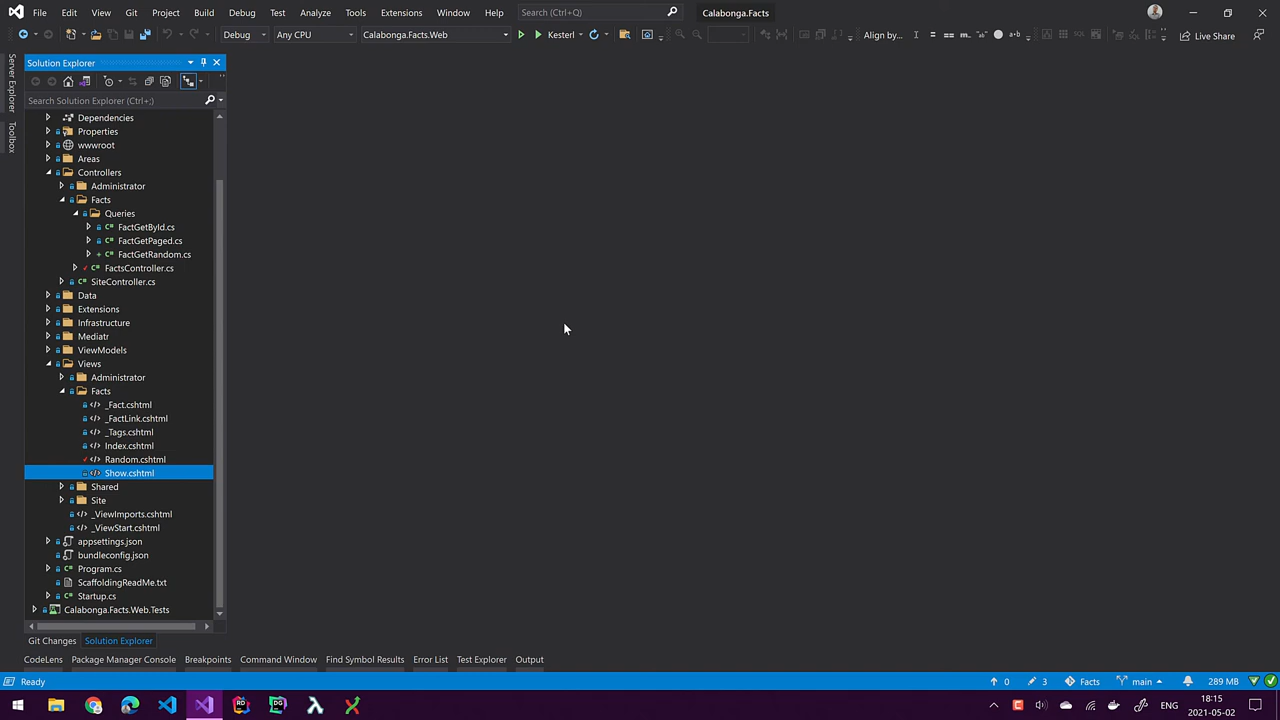 File Edit View Git Project Build Debug Test Analyze Tools Extensions Window Help Search (Ctrl+Q) Calabonga.Facts
Debug Any CPU Calabonga.Facts.Web Kesterl Align by... Live Share
Server Explorer
Toolbox
Solution Explorer
Search Solution Explorer (Ctrl+;)
Dependencies
Properties
wwwroot
Areas
Controllers
Administrator
Facts
Queries
FactGetById.cs
FactGetPaged.cs
FactGetRandom.cs
FactsController.cs
SiteController.cs
Data
Extensions
Infrastructure
Mediatr
ViewModels
Views
Administrator
Facts
_Fact.cshtml
_FactLink.cshtml
_Tags.cshtml
Index.cshtml
Random.cshtml
Show.cshtml
Shared
Site
_ViewImports.cshtml
_ViewStart.cshtml
appsettings.json
bundleconfig.json
Program.cs
ScaffoldingReadMe.txt
Startup.cs
Calabonga.Facts.Web.Tests
Git Changes Solution Explorer
CodeLens Package Manager Console Breakpoints Command Window Find Symbol Results Error List Test Explorer Output
Ready 0 3 Facts main 289 MB
ENG 18:15
2021-05-02